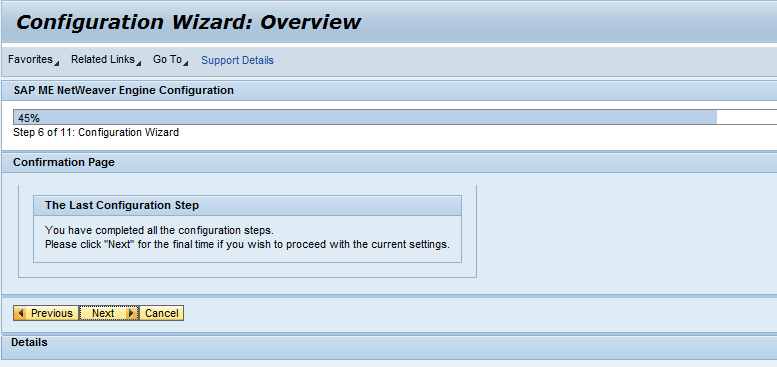 Configuration Wizard: Overview
Favorites Related Links Go To Support Details
SAP ME NetWeaver Engine Configuration
45%
Step 6 of 11: Configuration Wizard
Confirmation Page
The Last Configuration Step
You have completed all the configuration steps.
Please click "Next" for the final time if you wish to proceed with the current settings.
Previous Next Cancel
Details